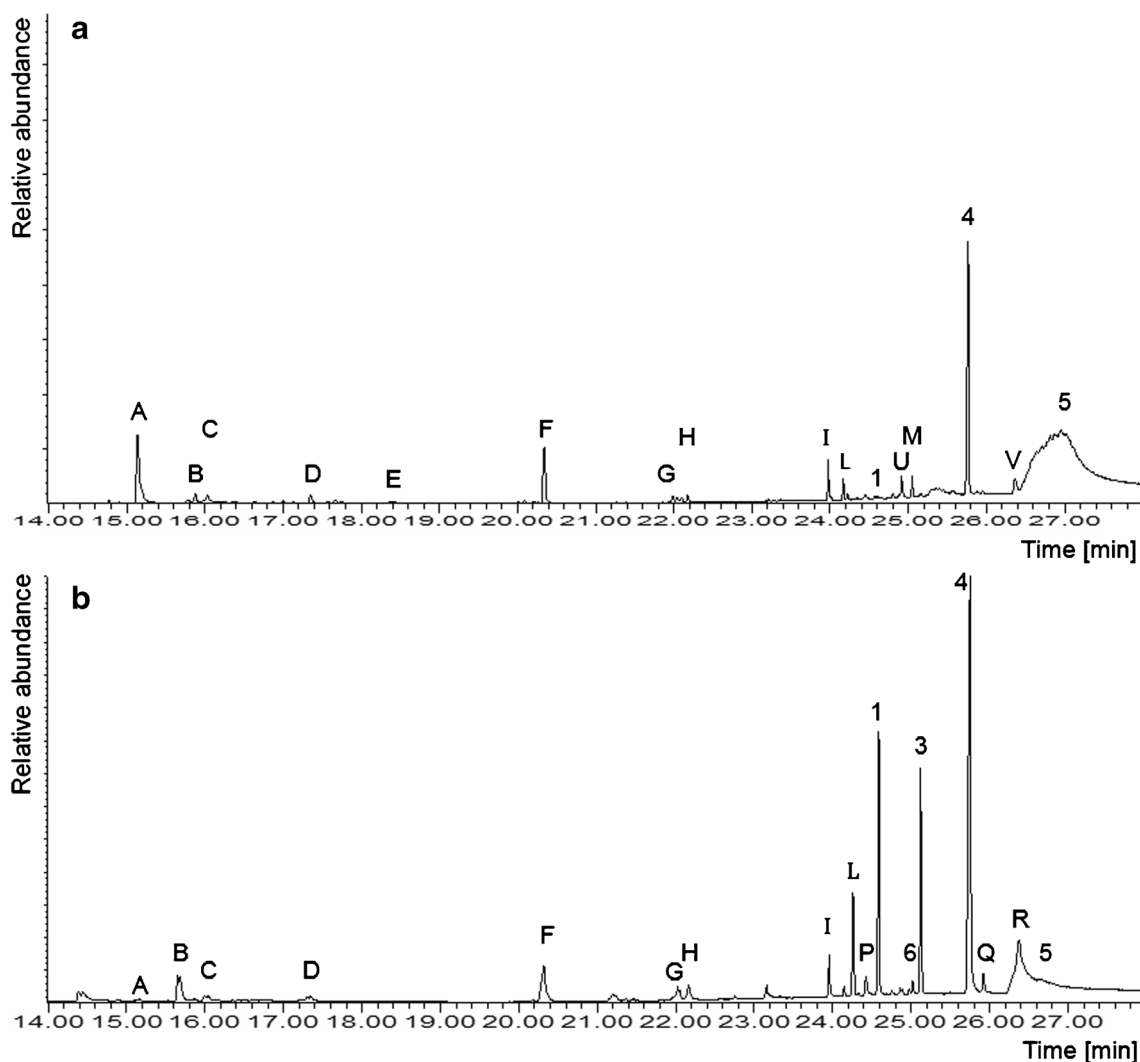 a
Relative abundance
4
A
C
F
H
5
I
M
B
D
E
G
L
1
U
V
14.00 15.00 16.00 17.00 18.00 19.00 20.00 21.00 22.00 23.00 24.00 25.00 26.00 27.00
Time [min]
b
Relative abundance
4
1
3
L
I
F
R
B
H
P
6
Q
5
A
C
D
G
14.00 15.00 16.00 17.00 18.00 19.00 20.00 21.00 22.00 23.00 24.00 25.00 26.00 27.00
Time [min]